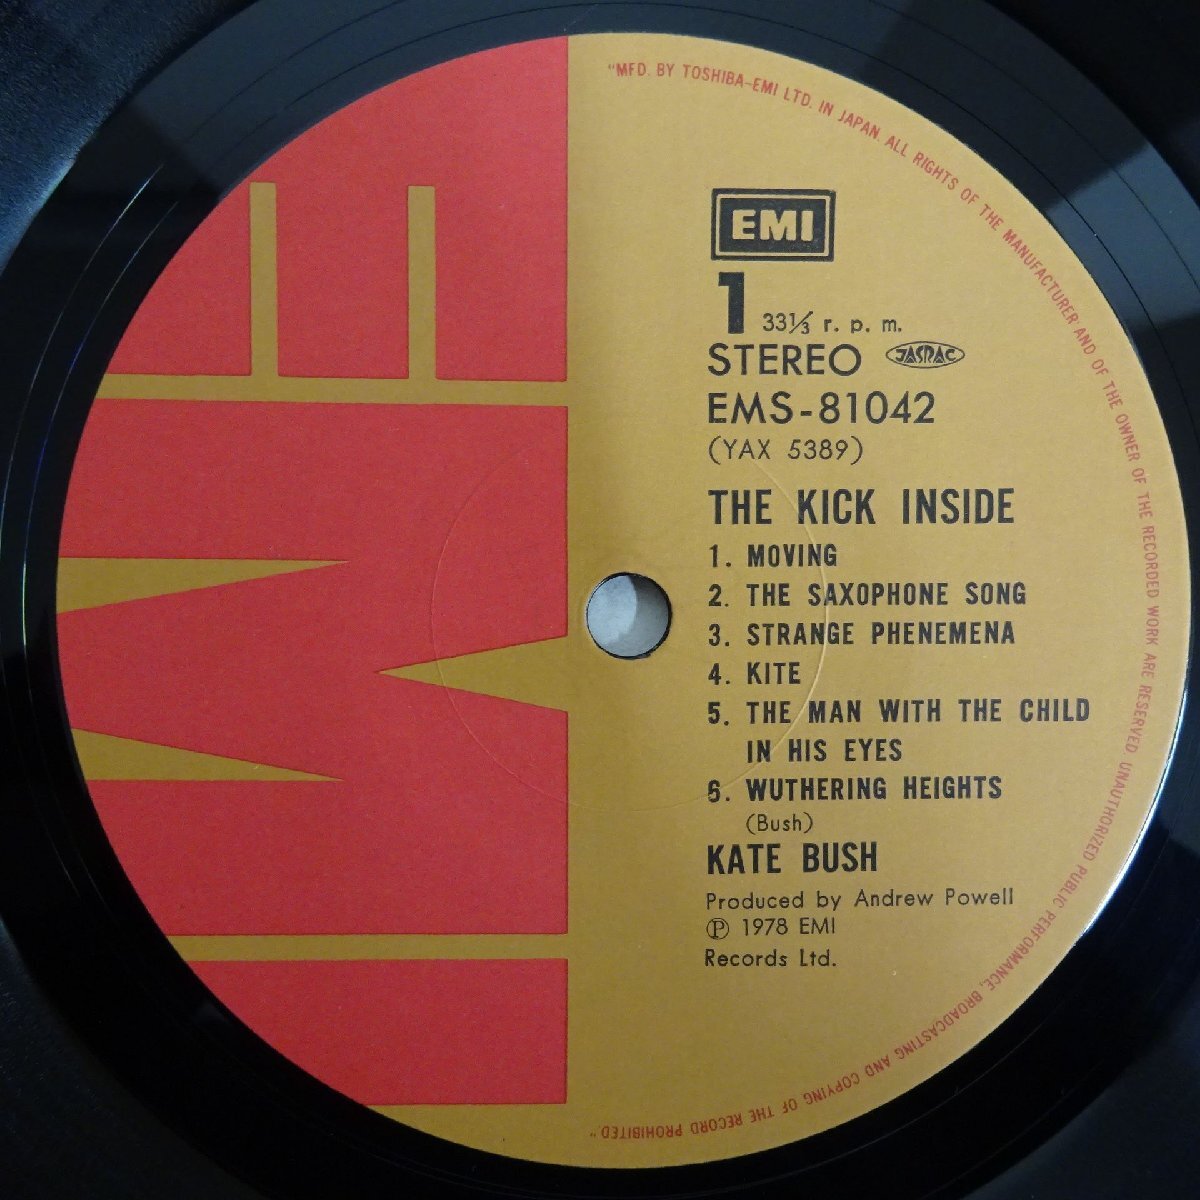 "MFD. BY TOSHIBA-EMI LTD. IN JAPAN. ALL RIGHTS OF THE MANUFACTURER AND OF THE OWNER OF THE RECORDED WORK ARE RESERVED. UNAUTHORIZED PUBLIC PERFORMANCE, BROADCASTING AND COPYING OF THE RECORD PROHIBITED."
EMI
EMI
1 33⅓ r. p. m.
STEREO JASRAC
EMS-81042
(YAX 5389)
THE KICK INSIDE
1. MOVING
2. THE SAXOPHONE SONG
3. STRANGE PHENEMENA
4. KITE
5. THE MAN WITH THE CHILD
IN HIS EYES
6. WUTHERING HEIGHTS
(Bush)
KATE BUSH
Produced by Andrew Powell
℗ 1978 EMI
Records Ltd.